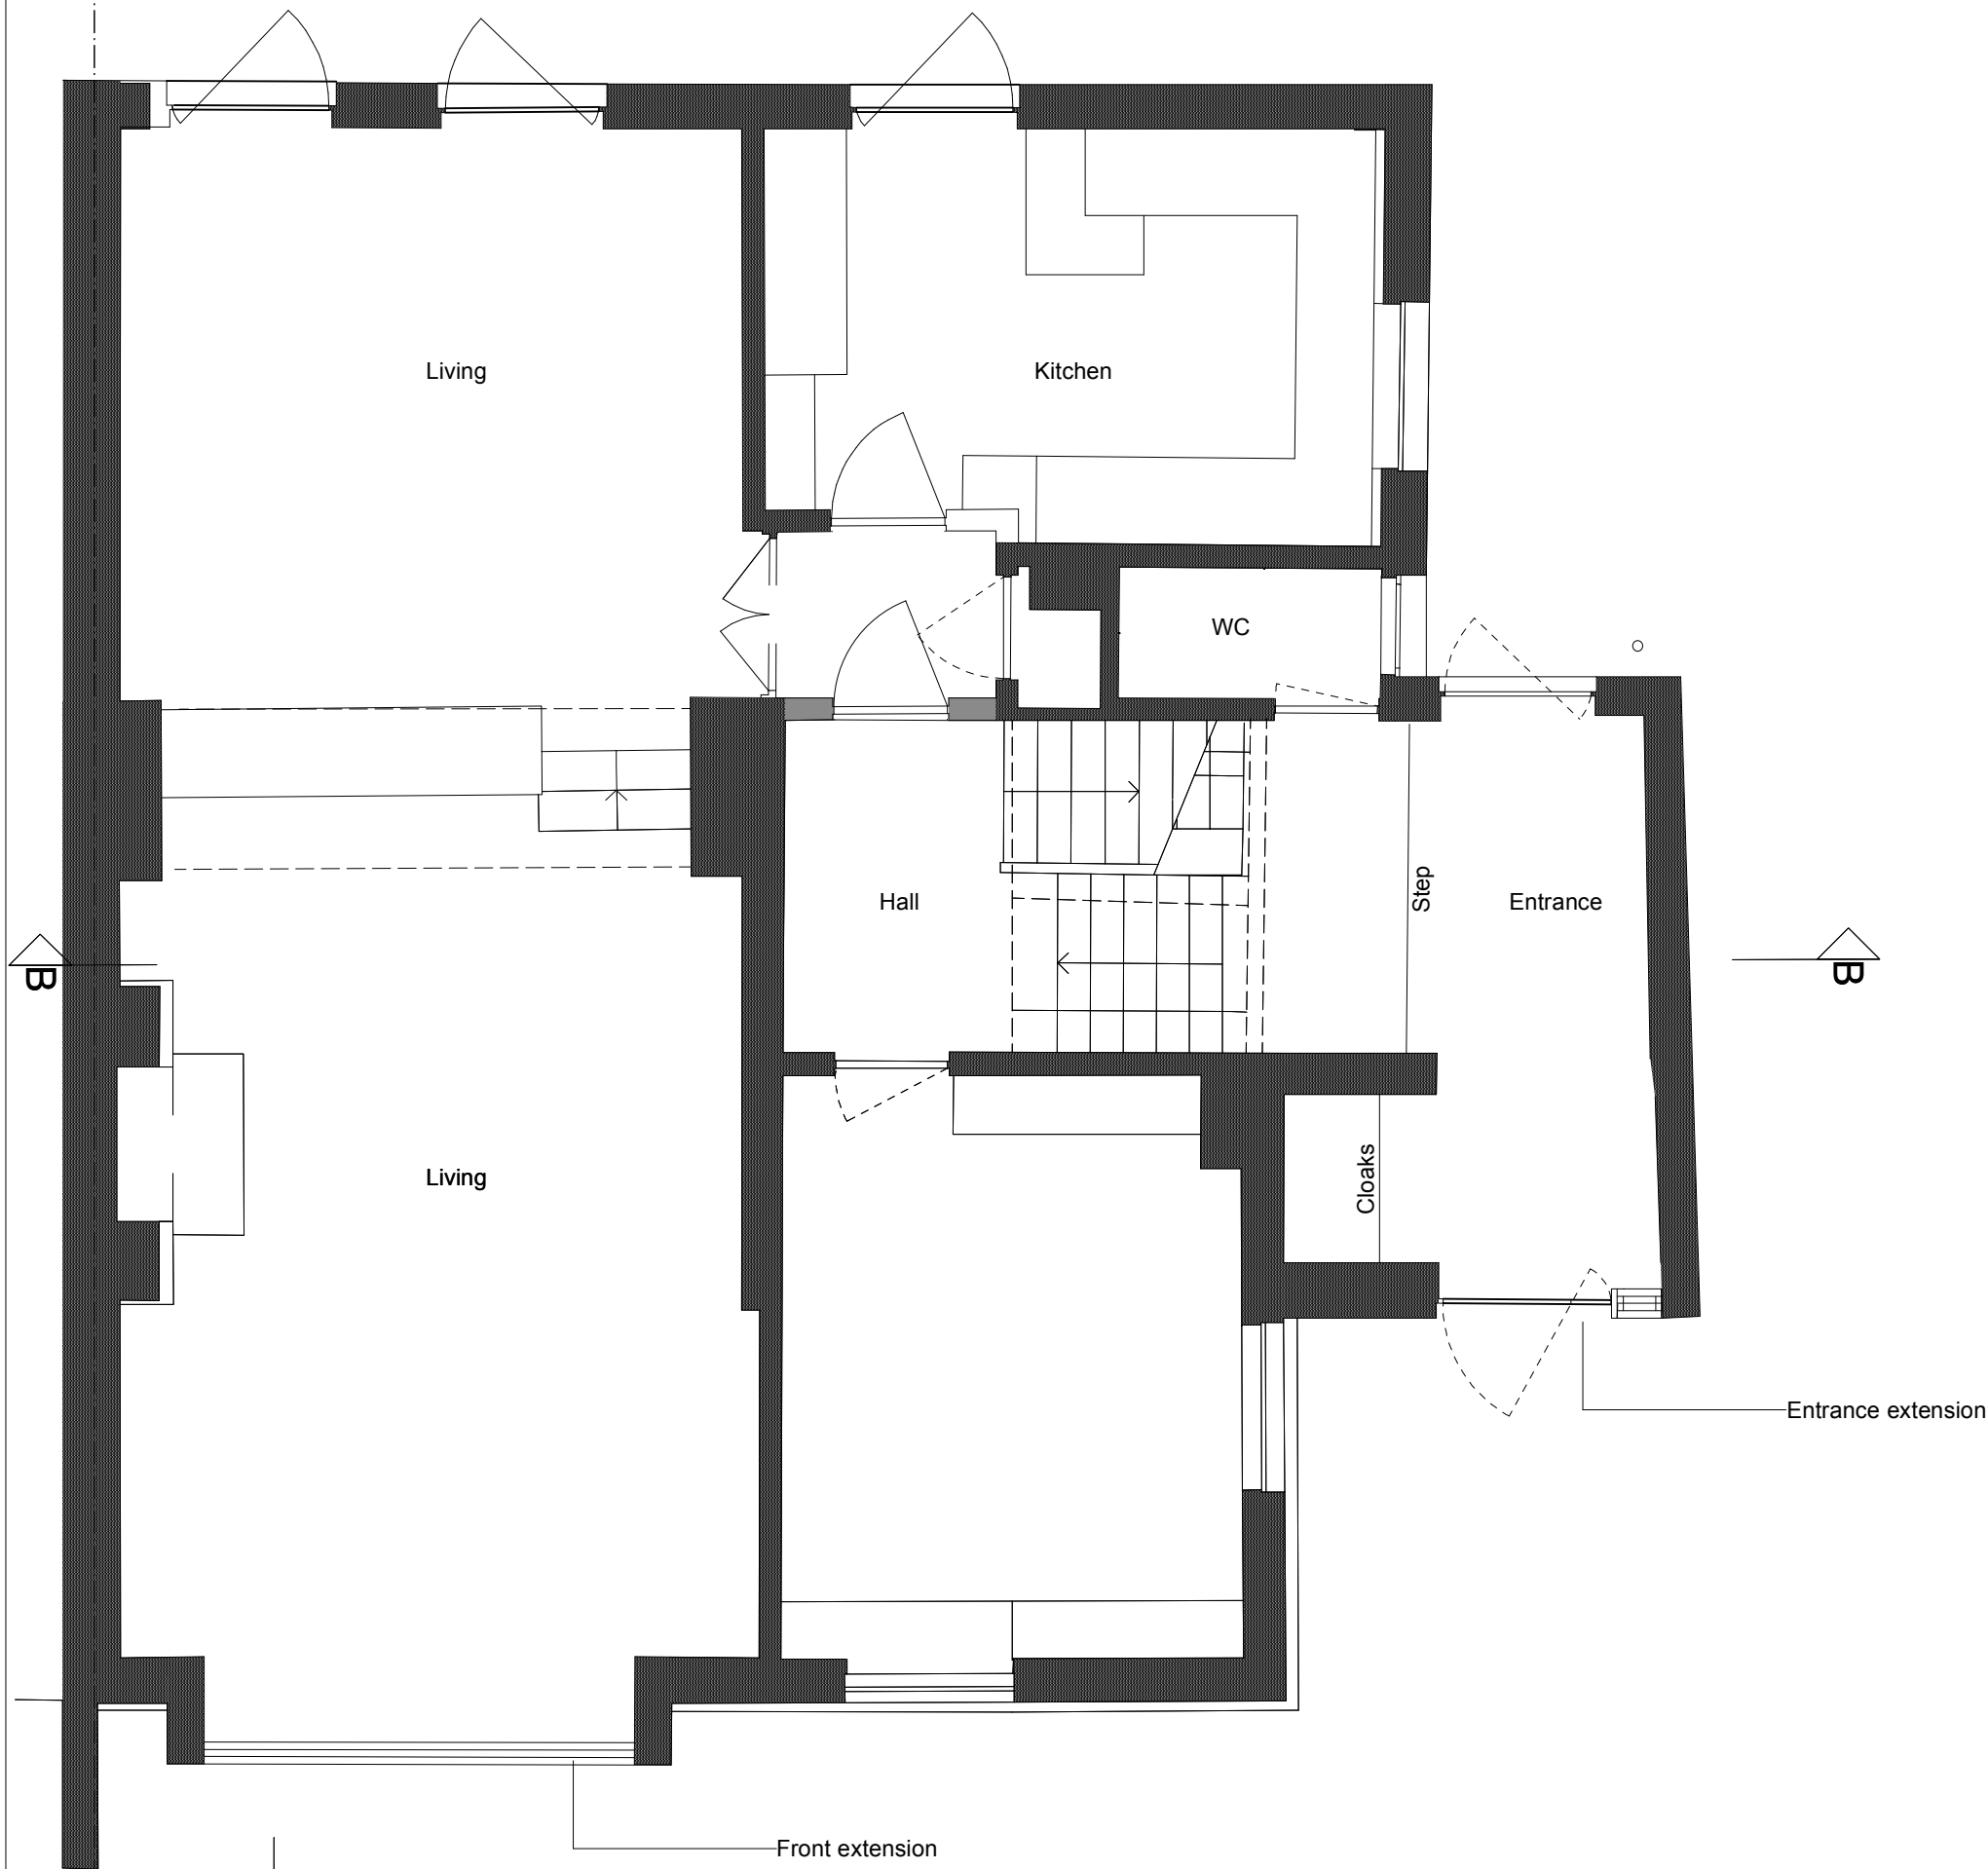 Living
Kitchen
WC
Hall
Step
Entrance
B
B
Cloaks
Living
Entrance extension
Front extension